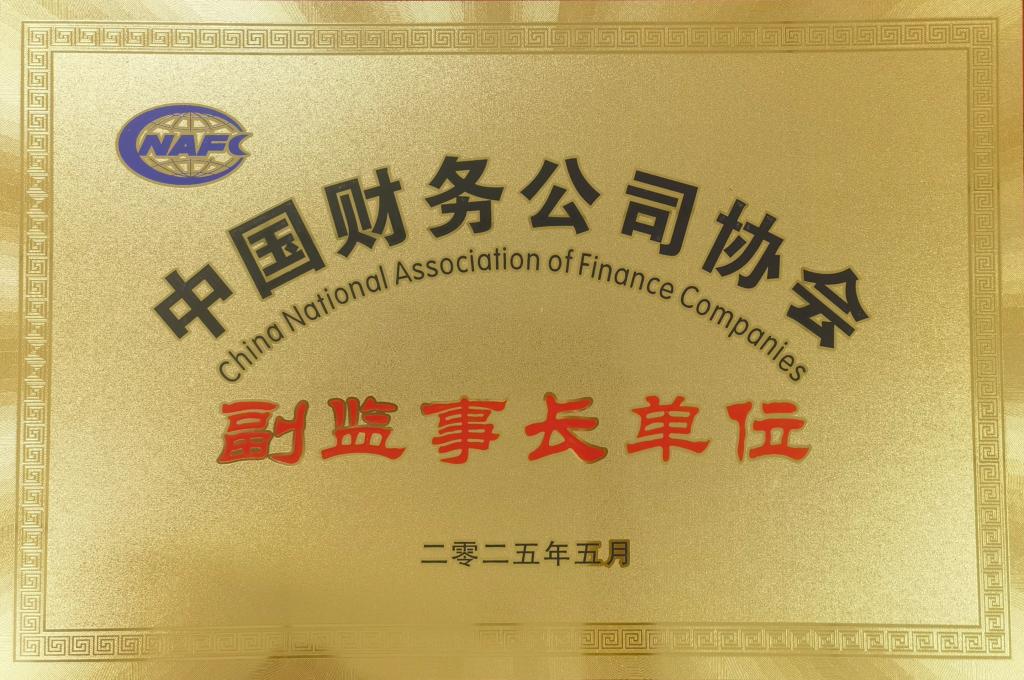 CNAFC
中国财务公司协会
China National Association of Finance Companies
副监事长单位
二零二五年五月